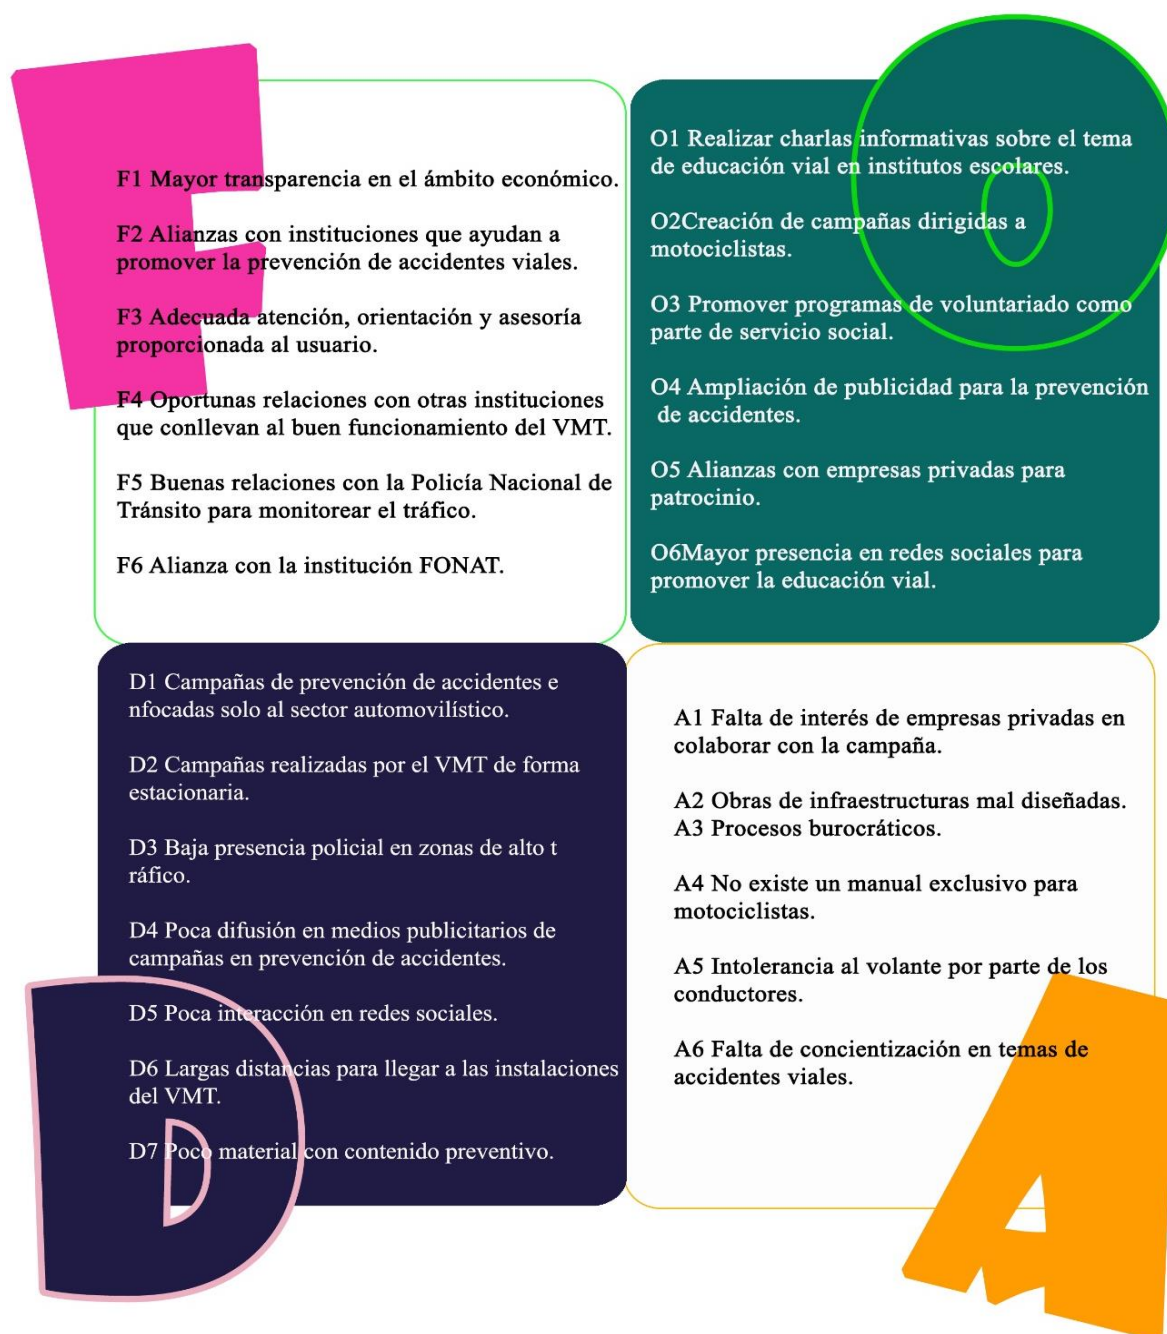 F
F1 Mayor transparencia en el ámbito económico.
F2 Alianzas con instituciones que ayudan a
promover la prevención de accidentes viales.
F3 Adecuada atención, orientación y asesoría
proporcionada al usuario.
F4 Oportunas relaciones con otras instituciones
que conllevan al buen funcionamiento del VMT.
F5 Buenas relaciones con la Policía Nacional de
Tránsito para monitorear el tráfico.
F6 Alianza con la institución FONAT.
O
O1 Realizar charlas informativas sobre el tema
de educación vial en institutos escolares.
O2Creación de campañas dirigidas a
motociclistas.
O3 Promover programas de voluntariado como
parte de servicio social.
O4 Ampliación de publicidad para la prevención
de accidentes.
O5 Alianzas con empresas privadas para
patrocinio.
O6Mayor presencia en redes sociales para
promover la educación vial.
D1 Campañas de prevención de accidentes e
nfocadas solo al sector automovilístico.
D2 Campañas realizadas por el VMT de forma
estacionaria.
D3 Baja presencia policial en zonas de alto t
ráfico.
D4 Poca difusión en medios publicitarios de
campañas en prevención de accidentes.
D5 Poca interacción en redes sociales.
D6 Largas distancias para llegar a las instalaciones
del VMT.
D7 Poco material con contenido preventivo.
D
A1 Falta de interés de empresas privadas en
colaborar con la campaña.
A2 Obras de infraestructuras mal diseñadas.
A3 Procesos burocráticos.
A4 No existe un manual exclusivo para
motociclistas.
A5 Intolerancia al volante por parte de los
conductores.
A6 Falta de concientización en temas de
accidentes viales.
A